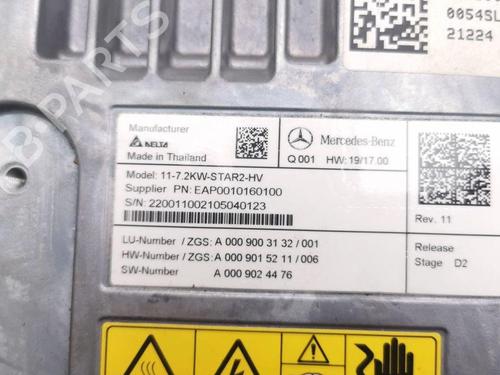 0054SL
21224
Manufacturer
DELTA
Made in Thailand
Mercedes-Benz
Q 001 HW: 19/17.00
Model: 11-7.2KW-STAR2-HV
Supplier PN: EAP0010160100
S/N: 220011002105040123
Rev. 11
LU-Number / ZGS: A 000 900 31 32 / 001
HW-Number / ZGS: A 000 901 52 11 / 006
SW-Number A 000 902 44 76
Release
Stage D2
B PARTS